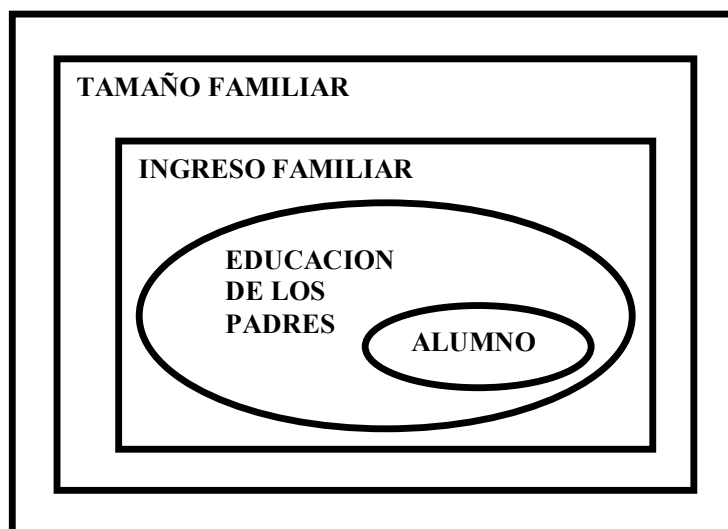 TAMAÑO FAMILIAR
INGRESO FAMILIAR
EDUCACION
DE LOS
PADRES
ALUMNO